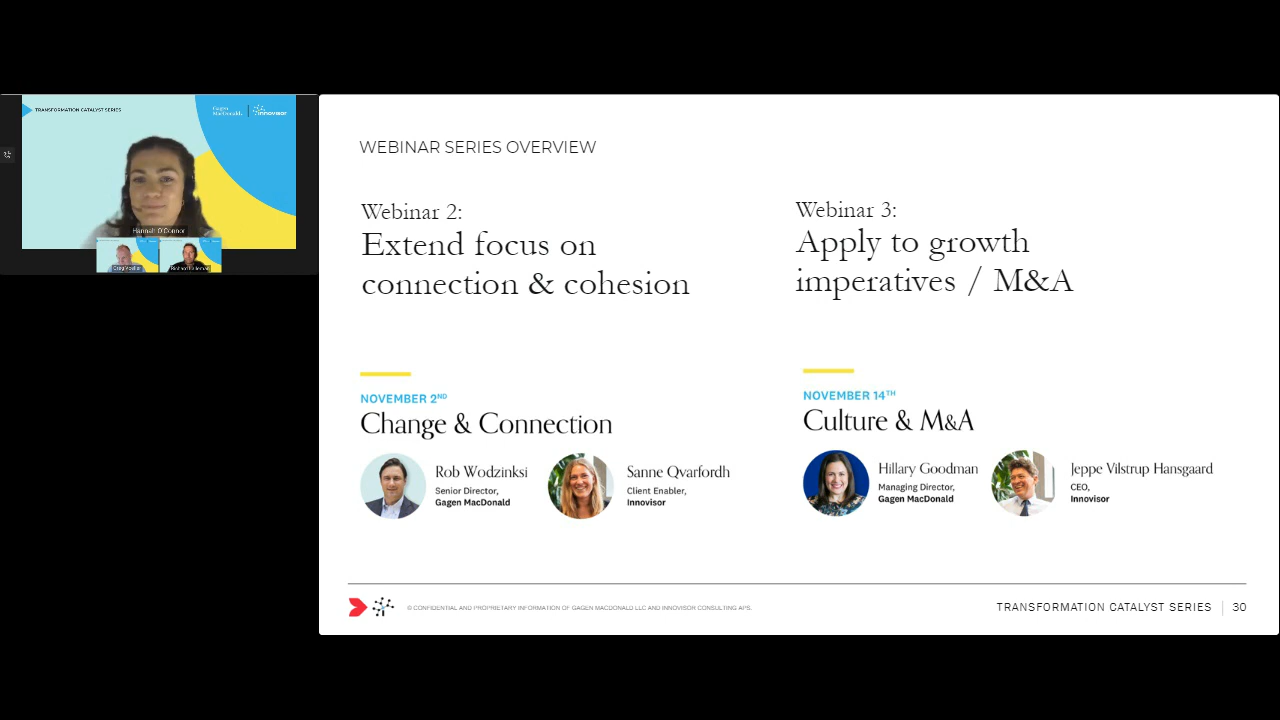 TRANSFORMATION CATALYST SERIES
Gagen
MacDonald
innovisor
Hannah O'Connor
WEBINAR SERIES OVERVIEW
Webinar 2:
Extend focus on
connection & cohesion
NOVEMBER 2ND
Change & Connection
Rob Wodzinksi
Senior Director,
Gagen MacDonald
Sanne Qvarfordh
Client Enabler,
Innovisor
Webinar 3:
Apply to growth
imperatives / M&A
NOVEMBER 14TH
Culture & M&A
Hillary Goodman
Managing Director,
Gagen MacDonald
Jeppe Vilstrup Hansgaard
CEO,
Innovisor
© CONFIDENTIAL AND PROPRIETARY INFORMATION OF GAGEN MACDONALD LLC AND INNOVISOR CONSULTING APS.
TRANSFORMATION CATALYST SERIES
30